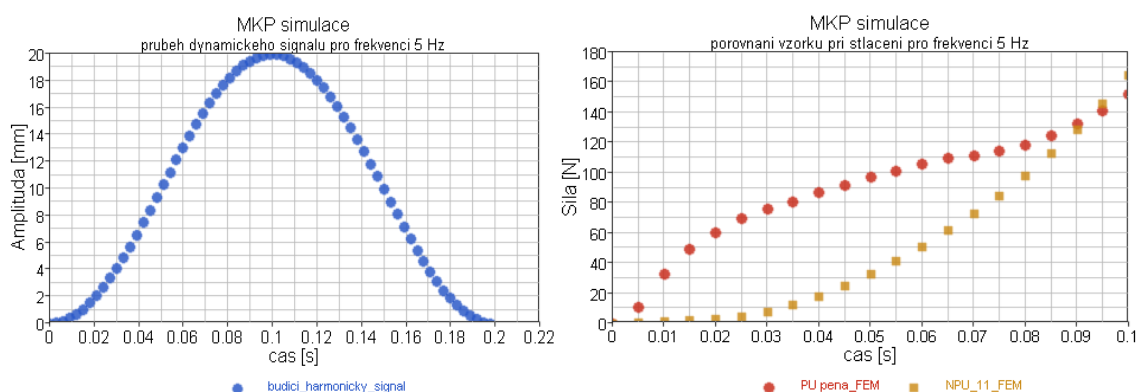 MKP simulace
prubeh dynamickeho signalu pro frekvenci 5 Hz
Amplituda [mm]
20
18
16
14
12
10
8
6
4
2
0
0 0.02 0.04 0.06 0.08 0.1 0.12 0.14 0.16 0.18 0.2 0.22
cas [s]
budici_harmonicky_signal
MKP simulace
porovnani vzorku pri stlaceni pro frekvenci 5 Hz
Sila [N]
180
160
140
120
100
80
60
40
20
0
0 0.01 0.02 0.03 0.04 0.05 0.06 0.07 0.08 0.09 0.1
cas [s]
PU pena_FEM NPU_11_FEM